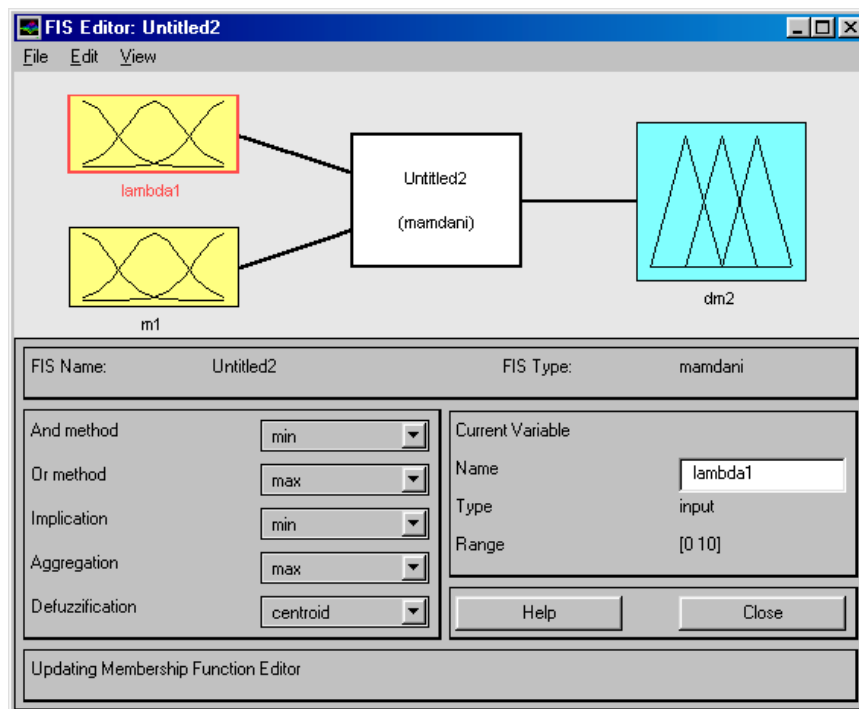 FIS Editor: Untitled2
File Edit View
lambda1
m1
Untitled2
(mamdani)
dm2
FIS Name: Untitled2 FIS Type: mamdani
And method min
Or method max
Implication min
Aggregation max
Defuzzification centroid
Current Variable
Name lambda1
Type input
Range [0 10]
Help Close
Updating Membership Function Editor